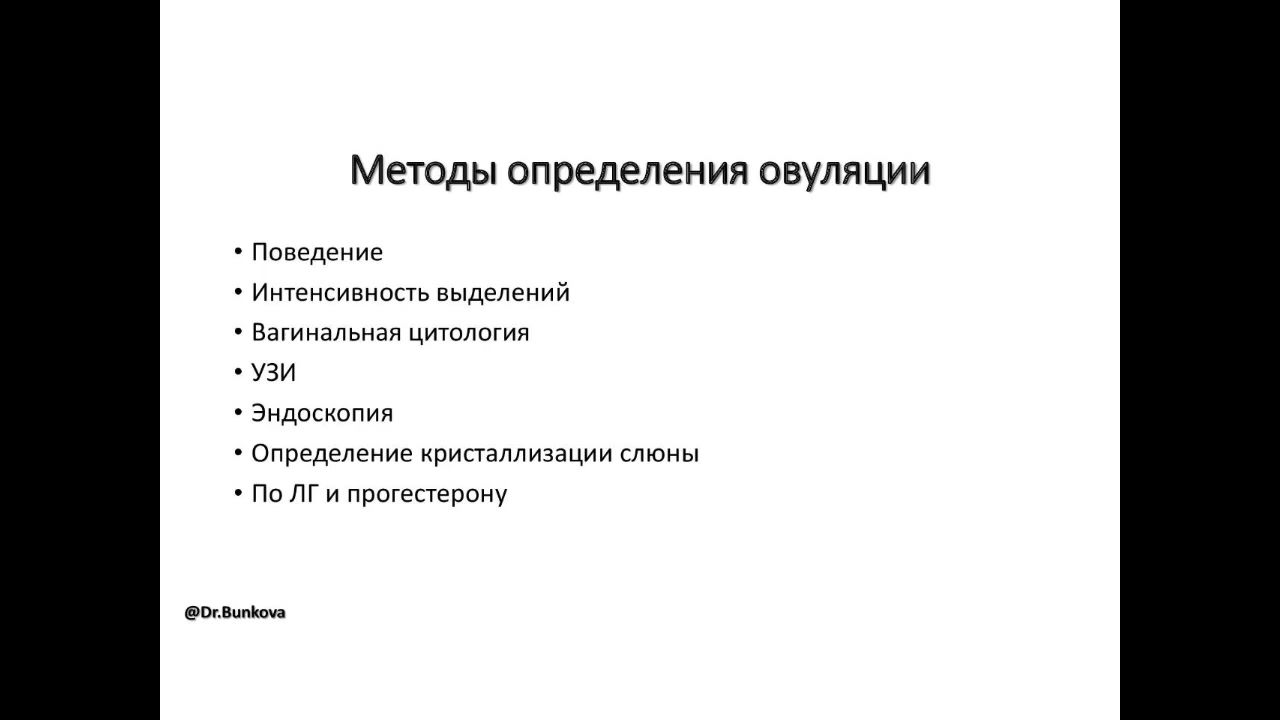 Методы определения овуляции
• Поведение
• Интенсивность выделений
• Вагинальная цитология
• УЗИ
• Эндоскопия
• Определение кристаллизации слюны
• По ЛГ и прогестерону
@Dr.Bunkova